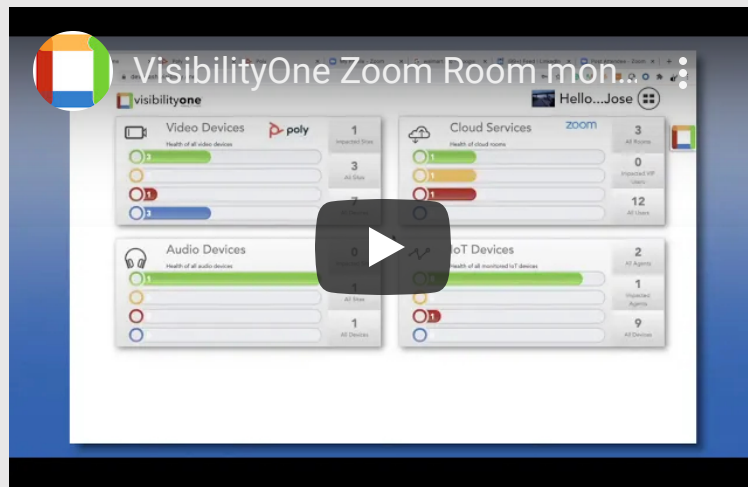 VisibilityOne Zoom Room mon...
visibilityone
Hello...Jose
Video Devices
poly
Health of all video devices
1
Impacted Sites
3
All Sites
7
3
1
3
Cloud Services
zoom
Health of cloud rooms
3
All Rooms
0
Impacted VIP
Users
12
All Users
1
1
1
Audio Devices
Health of all audio devices
0
1
All Sites
1
All Devices
1
IoT Devices
Health of all monitored IoT devices
2
All Agents
1
Impacted
Agents
9
All Devices
1